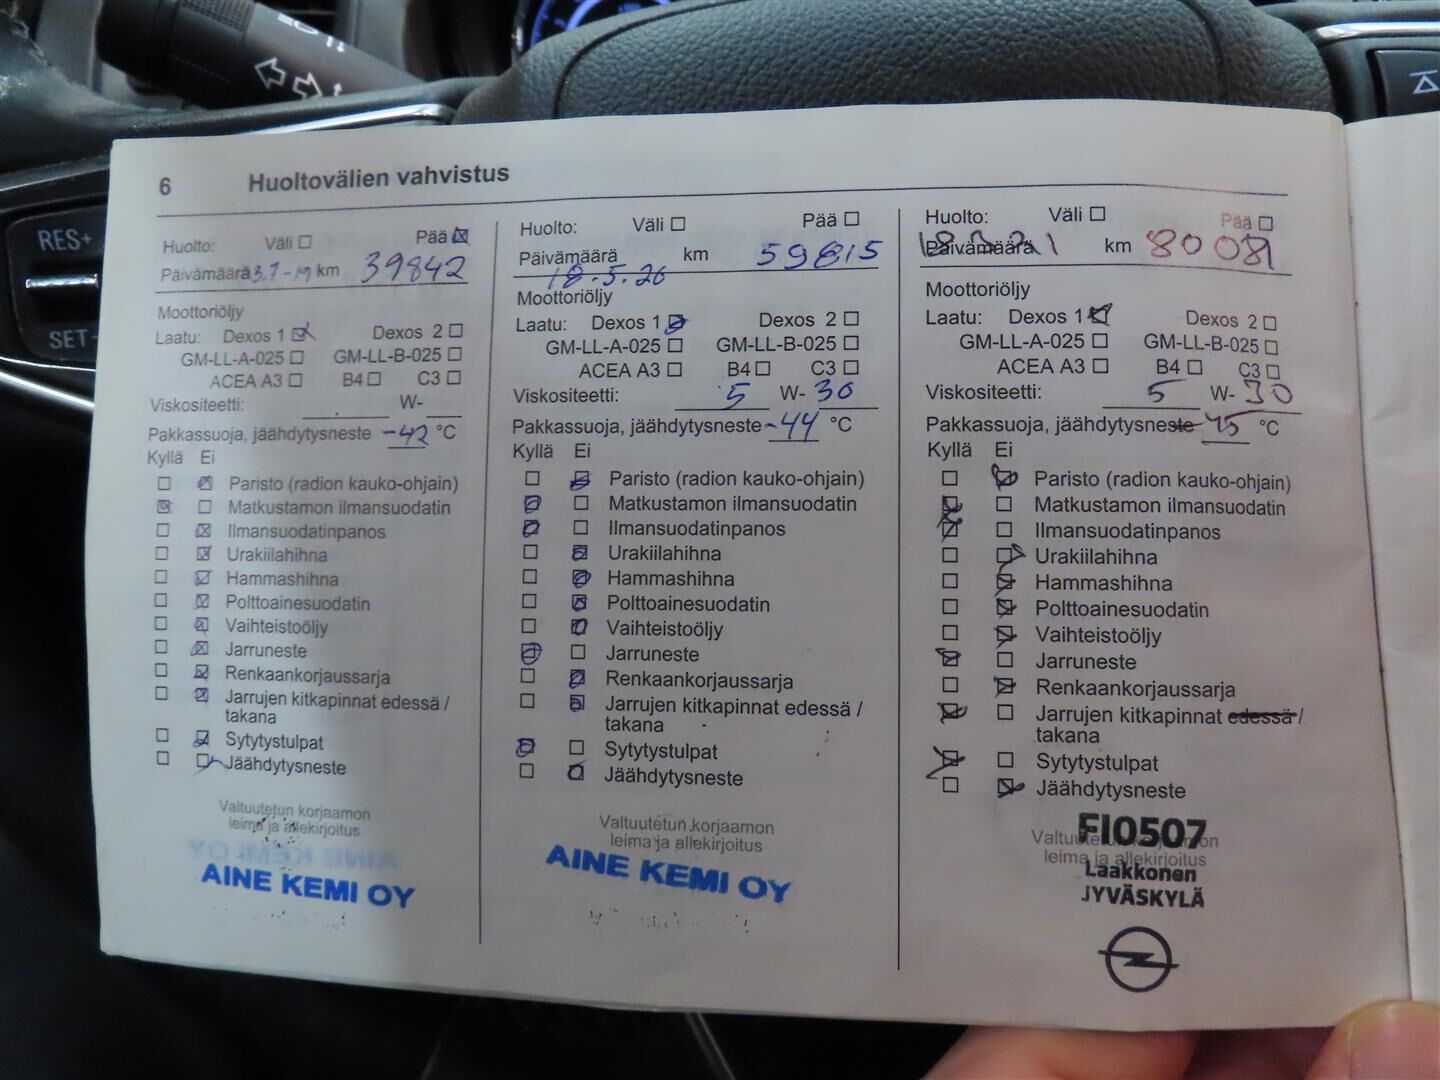 RES+
SET-
6 Huoltovälien vahvistus
Huolto: Väli Pää
Päivämäärä 3.7-19 km 39842
Moottoriöljy
Laatu: Dexos 1 Dexos 2
GM-LL-A-025 GM-LL-B-025
ACEA A3 B4 C3
Viskositeetti: W-
Pakkassuoja, jäähdytysneste -42 °C
Kyllä Ei
Paristo (radion kauko-ohjain)
Matkustamon ilmansuodatin
Ilmansuodatinpanos
Urakiilahihna
Hammashihna
Polttoainesuodatin
Vaihteistoöljy
Jarruneste
Renkaankorjaussarja
Jarrujen kitkapinnat edessä /
takana
Sytytystulpat
Jäähdytysneste
Valtuutetun korjaamon
leima ja allekirjoitus
AINE KEMI OY
Huolto: Väli Pää
Päivämäärä km 59815
18.5.20
Moottoriöljy
Laatu: Dexos 1 Dexos 2
GM-LL-A-025 GM-LL-B-025
ACEA A3 B4 C3
Viskositeetti: 5 W- 30
Pakkassuoja, jäähdytysneste -44 °C
Kyllä Ei
Paristo (radion kauko-ohjain)
Matkustamon ilmansuodatin
Ilmansuodatinpanos
Urakiilahihna
Hammashihna
Polttoainesuodatin
Vaihteistoöljy
Jarruneste
Renkaankorjaussarja
Jarrujen kitkapinnat edessä /
takana
Sytytystulpat
Jäähdytysneste
Valtuutetun korjaamon
leima ja allekirjoitus
AINE KEMI OY
Huolto: Väli Pää
Päivämäärä km
Moottoriöljy
Laatu: Dexos 1 Dexos 2
GM-LL-A-025 GM-LL-B-025
ACEA A3 B4 C3
Viskositeetti: 5 W- 30
Pakkassuoja, jäähdytysneste -45 °C
Kyllä Ei
Paristo (radion kauko-ohjain)
Matkustamon ilmansuodatin
Ilmansuodatinpanos
Urakiilahihna
Hammashihna
Polttoainesuodatin
Vaihteistoöljy
Jarruneste
Renkaankorjaussarja
Jarrujen kitkapinnat edessä /
takana
Sytytystulpat
Jäähdytysneste
Valtuutetun korjaamon
leima ja allekirjoitus
FI0507
Laakkonen
JYVÄSKYLÄ